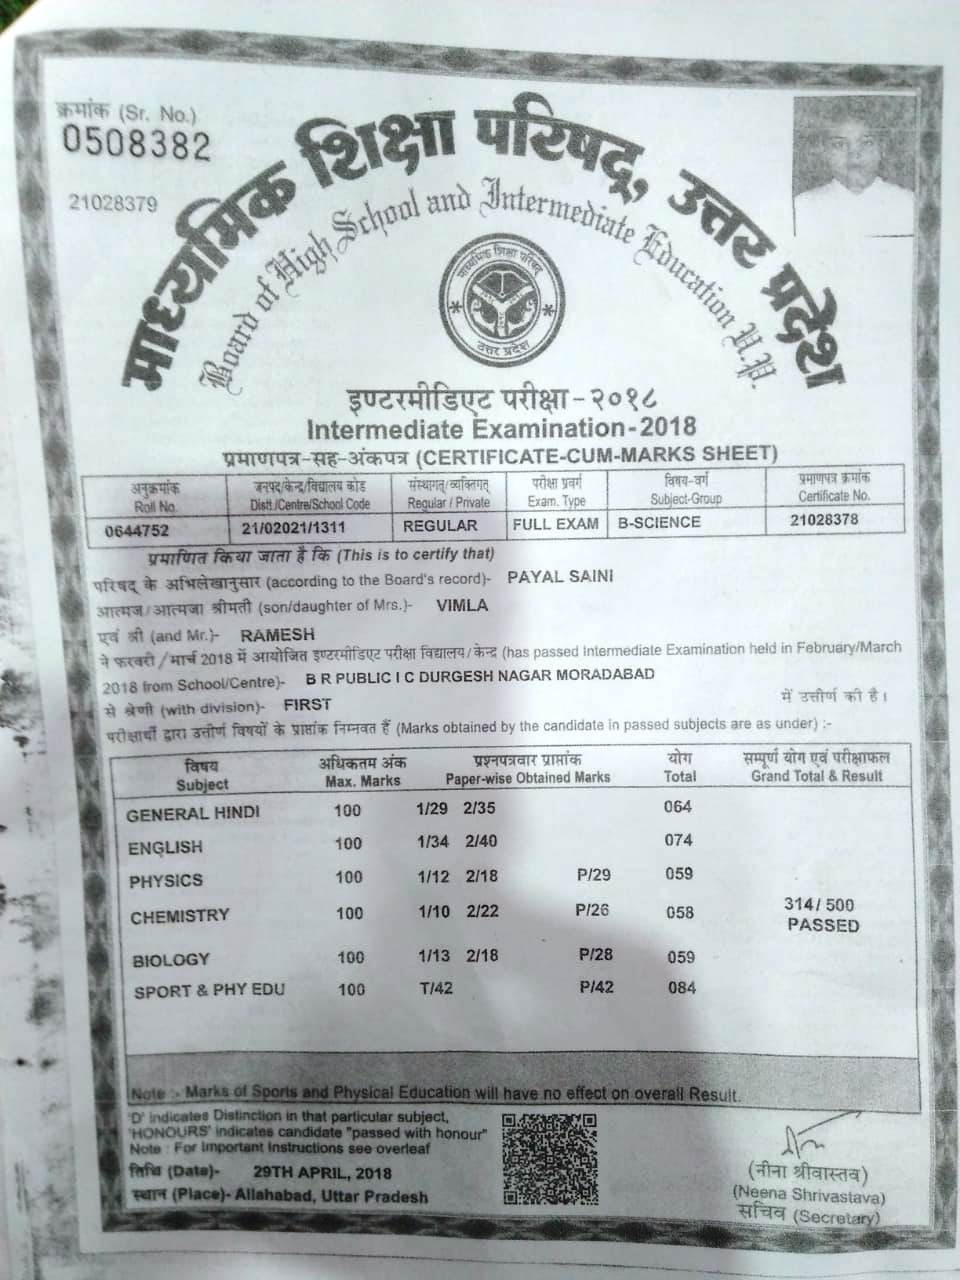 क्रमांक (Sr. No.)
0508382
21028379
माध्यमिक शिक्षा परिषद्, उत्तर प्रदेश
Board of High School and Intermediate Education U.P.
माध्यमिक शिक्षा परिषद्
उत्तर प्रदेश
इण्टरमीडिएट परीक्षा - २०१८
Intermediate Examination-2018
प्रमाणपत्र-सह-अंकपत्र (CERTIFICATE-CUM-MARKS SHEET)
अनुक्रमांक जनपद/केन्द्र/विद्यालय कोड संस्थागत्/व्यक्तिगत् परीक्षा प्रवर्ग विषय-वर्ग प्रमाणपत्र क्रमांक
Roll No. Distt./Centre/School Code Regular / Private Exam. Type Subject-Group Certificate No.
0644752 21/02021/1311 REGULAR FULL EXAM B-SCIENCE 21028378
प्रमाणित किया जाता है कि (This is to certify that)
परिषद् के अभिलेखानुसार (according to the Board's record)- PAYAL SAINI
आत्मज/आत्मजा श्रीमती (son/daughter of Mrs.)- VIMLA
एवं श्री (and Mr.)- RAMESH
ने फरवरी / मार्च 2018 में आयोजित इण्टरमीडिएट परीक्षा विद्यालय/केन्द्र (has passed Intermediate Examination held in February/March
2018 from School/Centre)- B R PUBLIC I C DURGESH NAGAR MORADABAD
से श्रेणी (with division)- FIRST में उत्तीर्ण की है।
परीक्षार्थी द्वारा उत्तीर्ण विषयों के प्राप्तांक निम्नवत हैं (Marks obtained by the candidate in passed subjects are as under) :-
विषय अधिकतम अंक प्रश्नपत्रवार प्राप्तांक योग सम्पूर्ण योग एवं परीक्षाफल
Subject Max. Marks Paper-wise Obtained Marks Total Grand Total & Result
GENERAL HINDI 100 1/29 2/35 064
ENGLISH 100 1/34 2/40 074
PHYSICS 100 1/12 2/18 P/29 059
CHEMISTRY 100 1/10 2/22 P/26 058 314/ 500
PASSED
BIOLOGY 100 1/13 2/18 P/28 059
SPORT & PHY EDU 100 T/42 P/42 084
Note :- Marks of Sports and Physical Education will have no effect on overall Result.
'D' indicates Distinction in that particular subject,
'HONOURS' indicates candidate "passed with honour"
Note : For Important Instructions see overleaf
तिथि (Date)- 29TH APRIL, 2018
स्थान (Place)- Allahabad, Uttar Pradesh
(नीना श्रीवास्तव)
(Neena Shrivastava)
सचिव (Secretary)